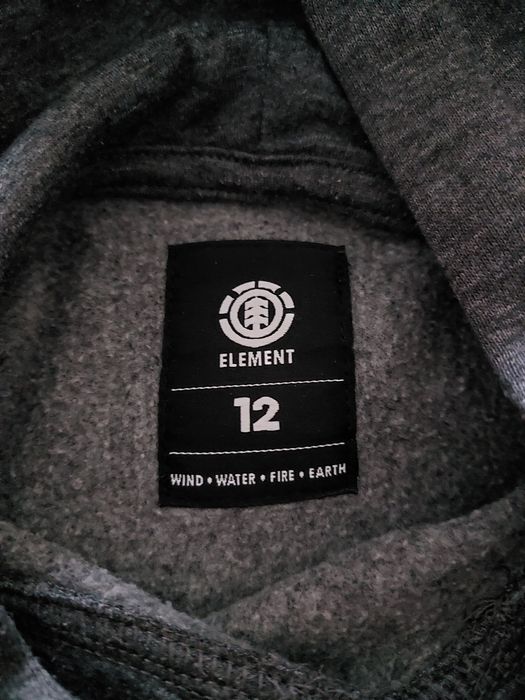 ELEMENT
12
WIND • WATER • FIRE • EARTH